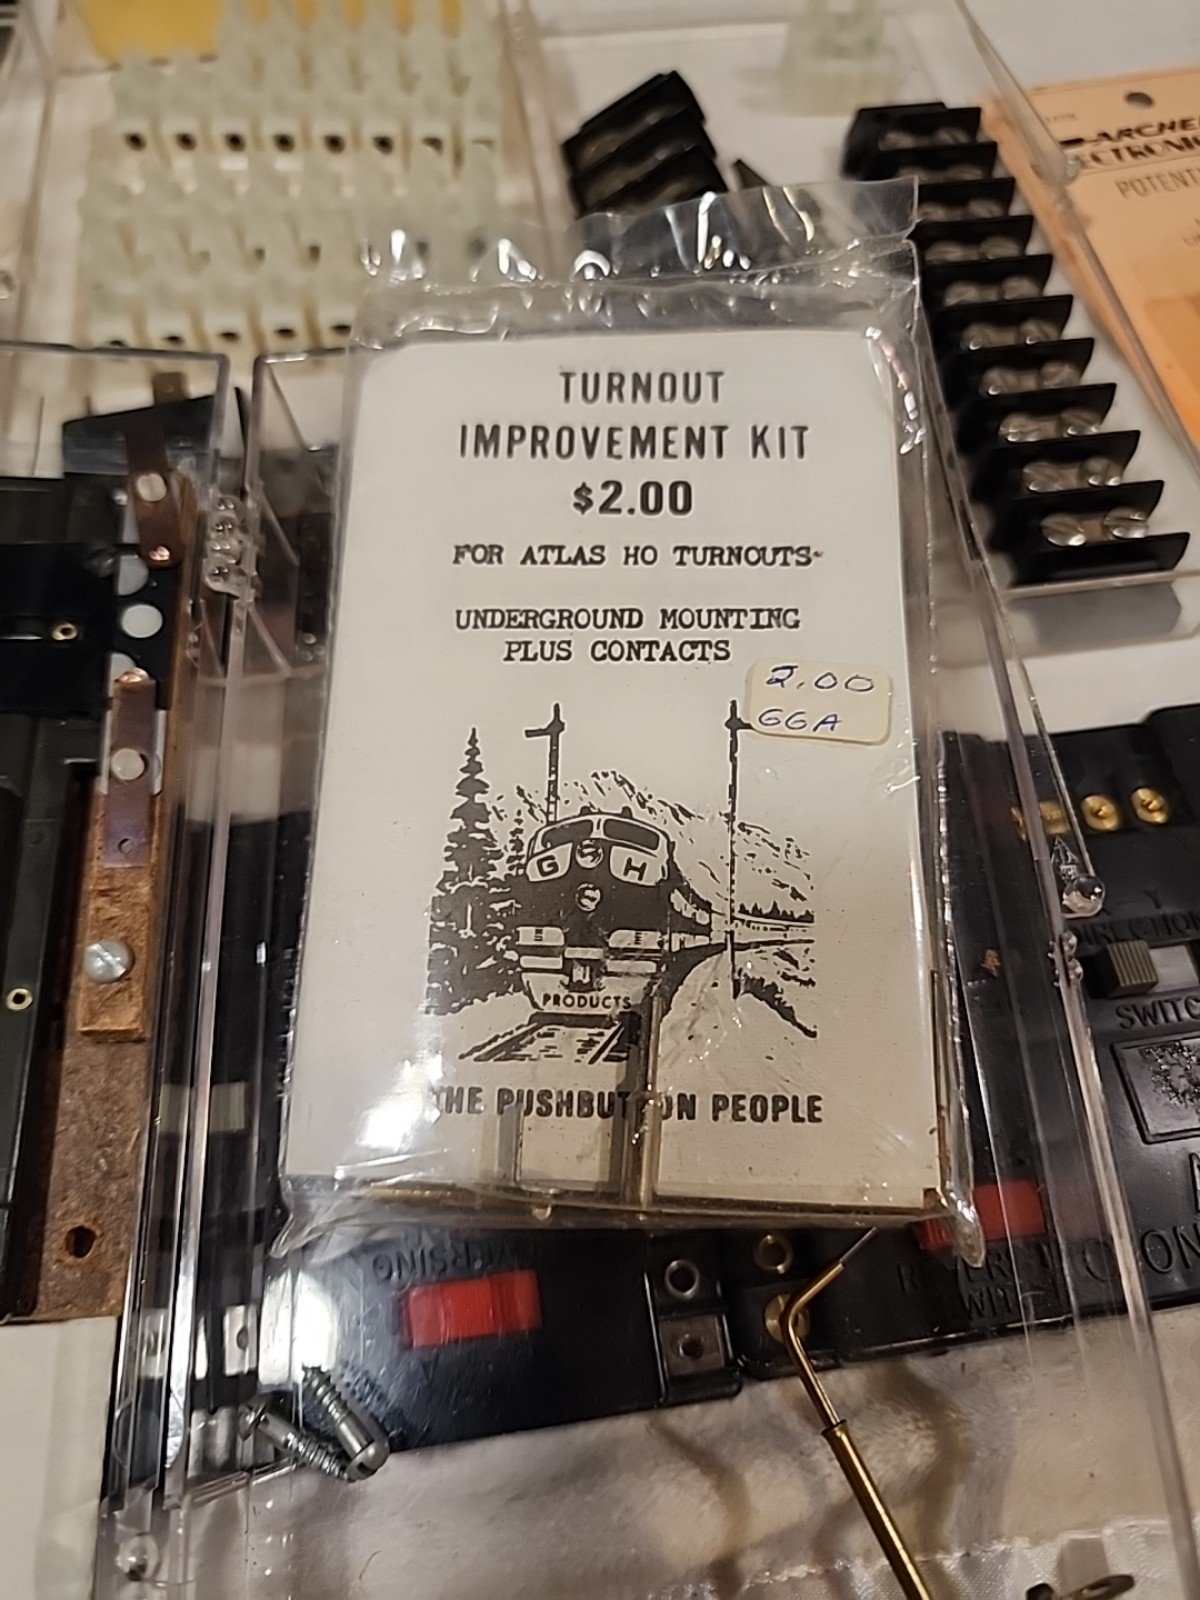 TURNOUT
IMPROVEMENT KIT
$2.00
FOR ATLAS HO TURNOUTS
UNDERGROUND MOUNTING
PLUS CONTACTS
2.00
GGA
G H
PRODUCTS
THE PUSHBUTTON PEOPLE